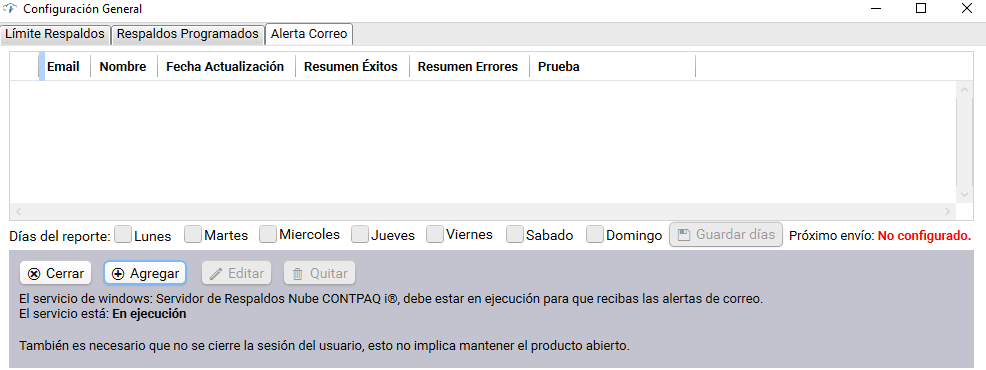 Configuración General
Límite Respaldos Respaldos Programados Alerta Correo
Email Nombre Fecha Actualización Resumen Éxitos Resumen Errores Prueba
Días del reporte: Lunes Martes Miercoles Jueves Viernes Sabado Domingo Guardar días Próximo envío: No configurado.
Cerrar Agregar Editar Quitar
El servicio de windows: Servidor de Respaldos Nube CONTPAQ i®, debe estar en ejecución para que recibas las alertas de correo.
El servicio está: En ejecución
También es necesario que no se cierre la sesión del usuario, esto no implica mantener el producto abierto.